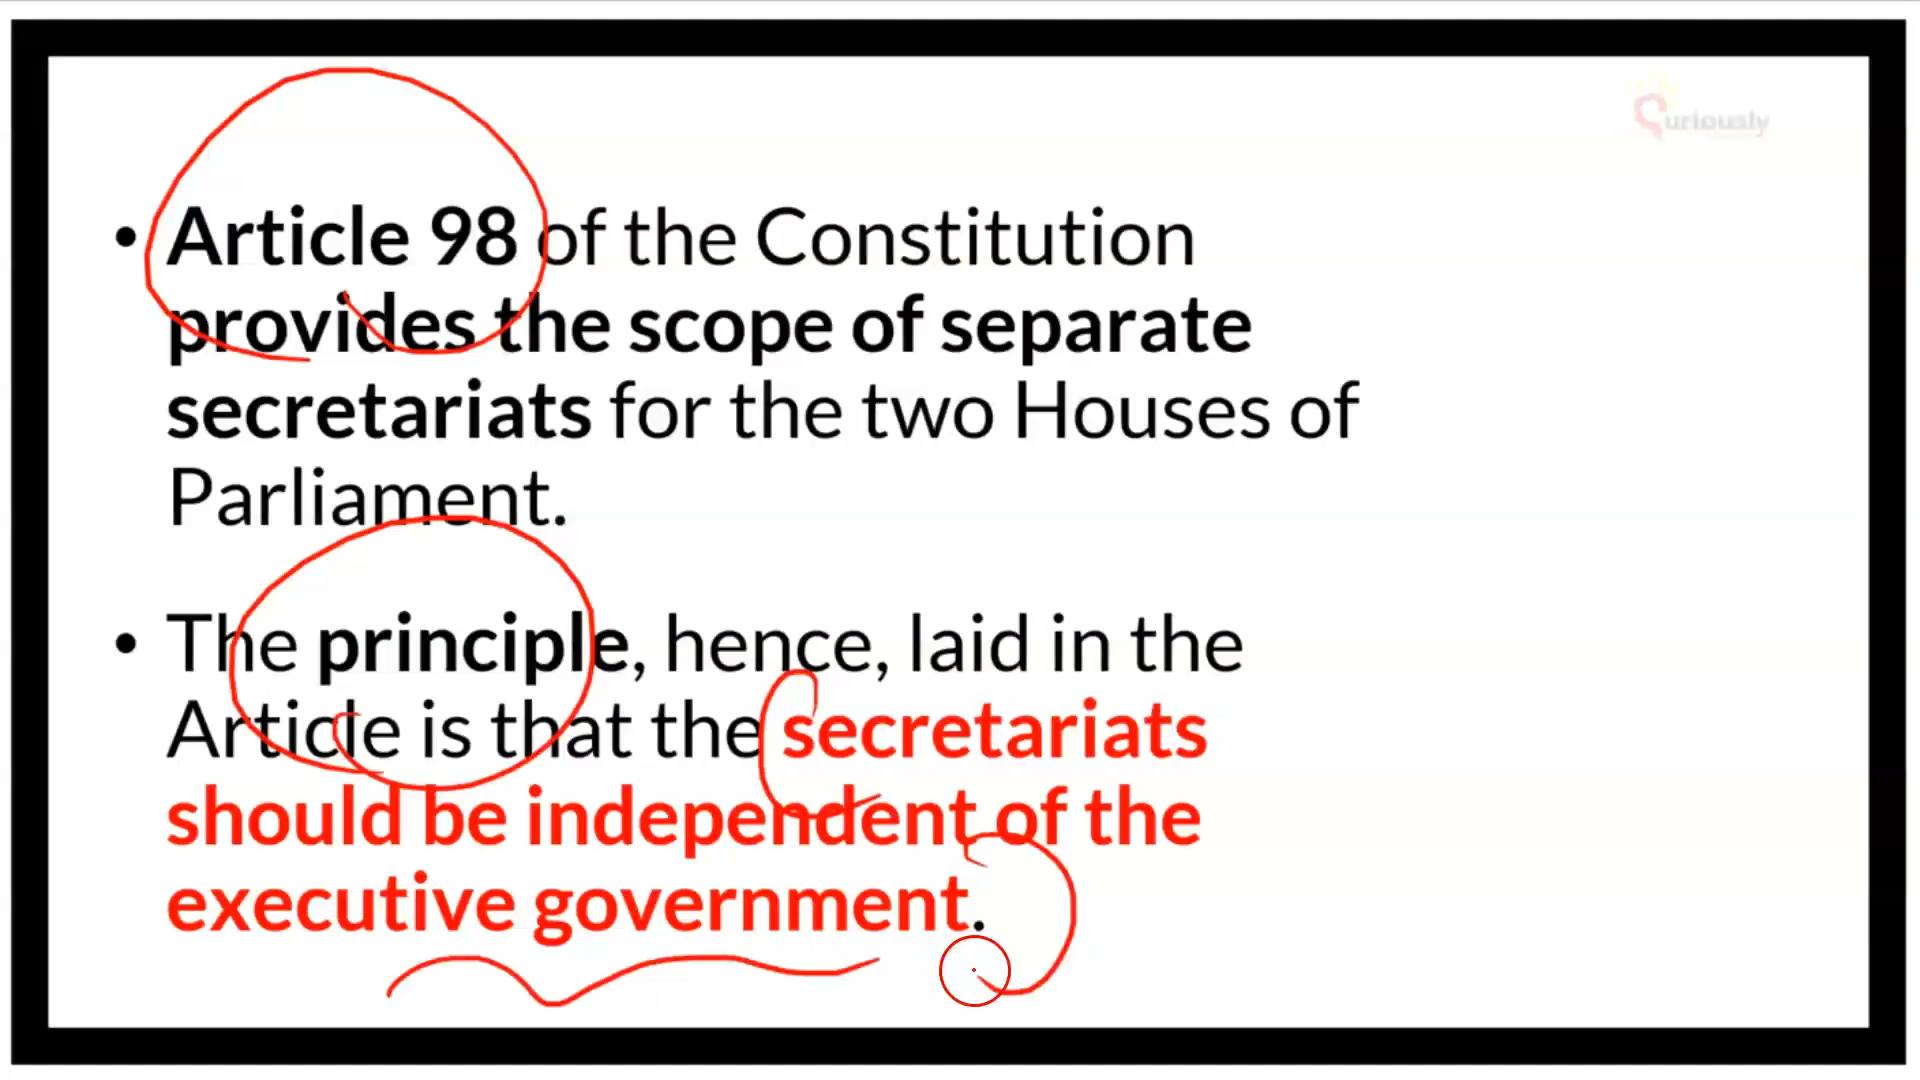 Curiously
• Article 98 of the Constitution
provides the scope of separate
secretariats for the two Houses of
Parliament.
• The principle, hence, laid in the
Article is that the secretariats
should be independent of the
executive government.